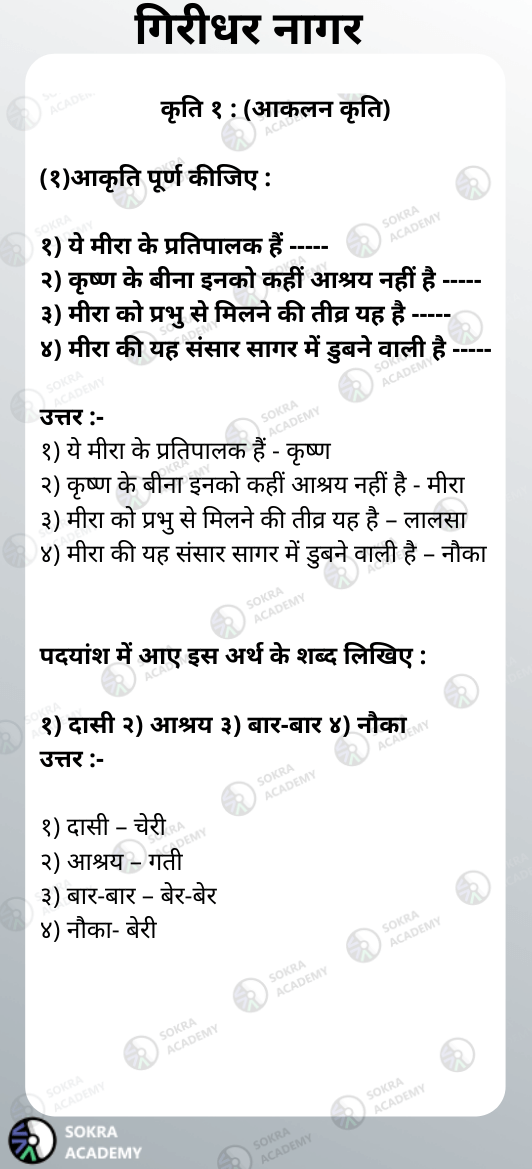 गिरीधर नागर
कृति १ : (आकलन कृति)
(१)आकृति पूर्ण कीजिए :
१) ये मीरा के प्रतिपालक हैं -----
२) कृष्ण के बीना इनको कहीं आश्रय नहीं है -----
३) मीरा को प्रभु से मिलने की तीव्र यह है -----
४) मीरा की यह संसार सागर में डुबने वाली है -----
उत्तर :-
१) ये मीरा के प्रतिपालक हैं - कृष्ण
२) कृष्ण के बीना इनको कहीं आश्रय नहीं है - मीरा
३) मीरा को प्रभु से मिलने की तीव्र यह है – लालसा
४) मीरा की यह संसार सागर में डुबने वाली है – नौका
पदयांश में आए इस अर्थ के शब्द लिखिए :
१) दासी २) आश्रय ३) बार-बार ४) नौका
उत्तर :-
१) दासी – चेरी
२) आश्रय – गती
३) बार-बार – बेर-बेर
४) नौका- बेरी
SOKRA
ACADEMY